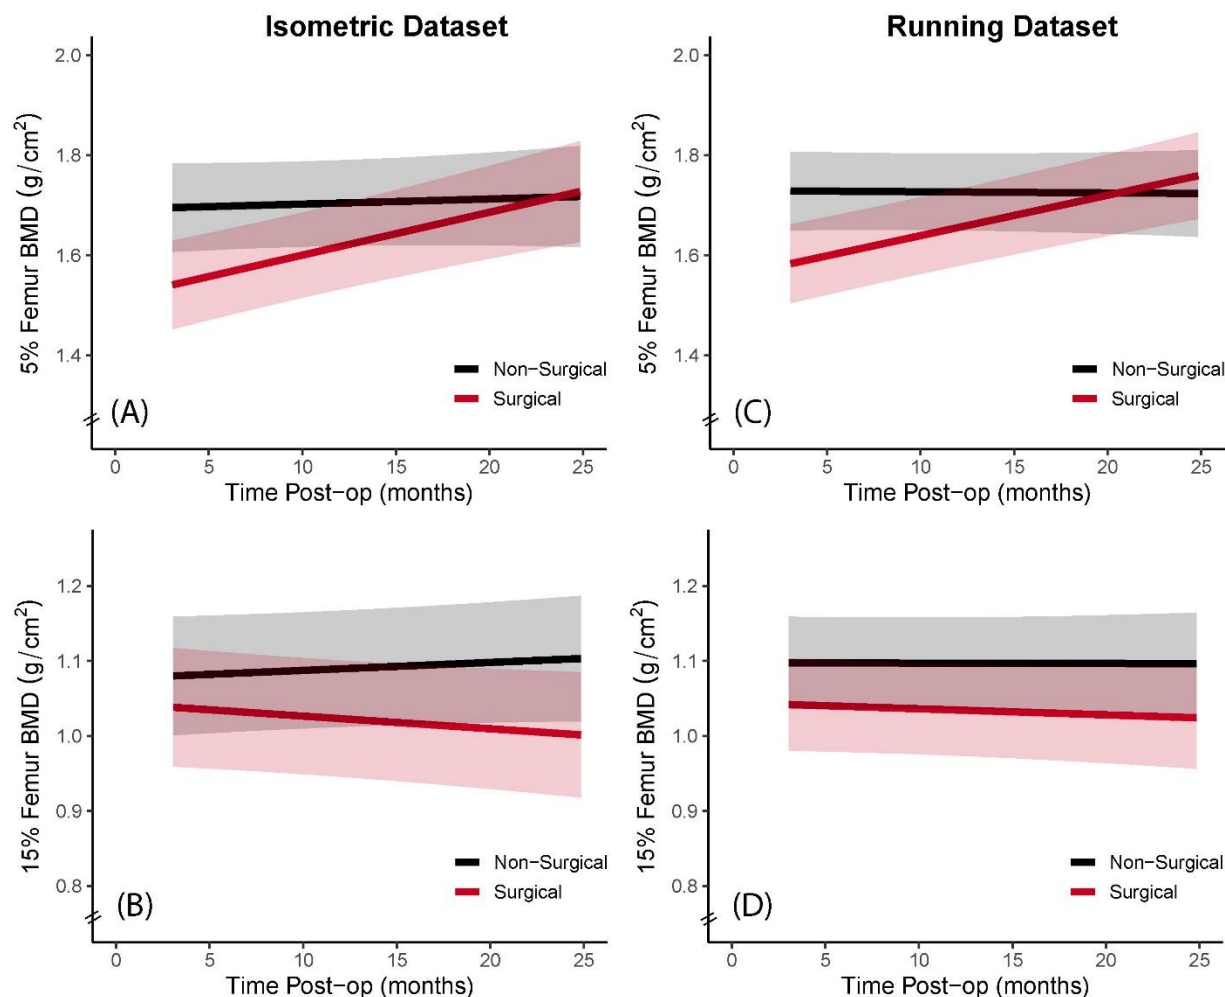 Isometric Dataset
5% Femur BMD (g/cm²)
2.0
1.8
1.6
1.4
Non-Surgical
Surgical
(A)
0 5 10 15 20 25
Time Post-op (months)
Running Dataset
5% Femur BMD (g/cm²)
2.0
1.8
1.6
1.4
Non-Surgical
Surgical
(C)
0 5 10 15 20 25
Time Post-op (months)
15% Femur BMD (g/cm²)
1.2
1.1
1.0
0.9
0.8
Non-Surgical
Surgical
(B)
0 5 10 15 20 25
Time Post-op (months)
15% Femur BMD (g/cm²)
1.2
1.1
1.0
0.9
0.8
Non-Surgical
Surgical
(D)
0 5 10 15 20 25
Time Post-op (months)